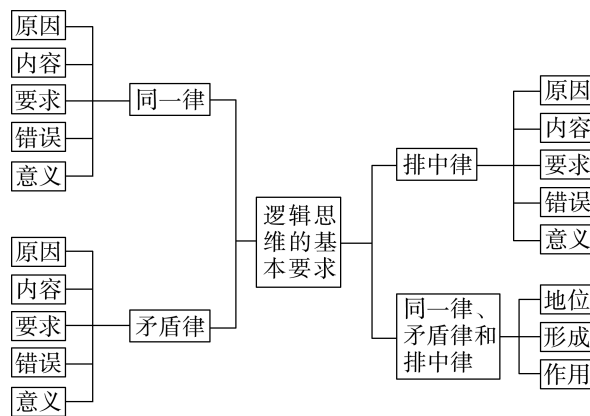 原因
内容
要求
错误
意义
同一律
原因
内容
要求
错误
意义
矛盾律
逻辑思
维的基
本要求
排中律
原因
内容
要求
错误
意义
同一律、
矛盾律和
排中律
地位
形成
作用